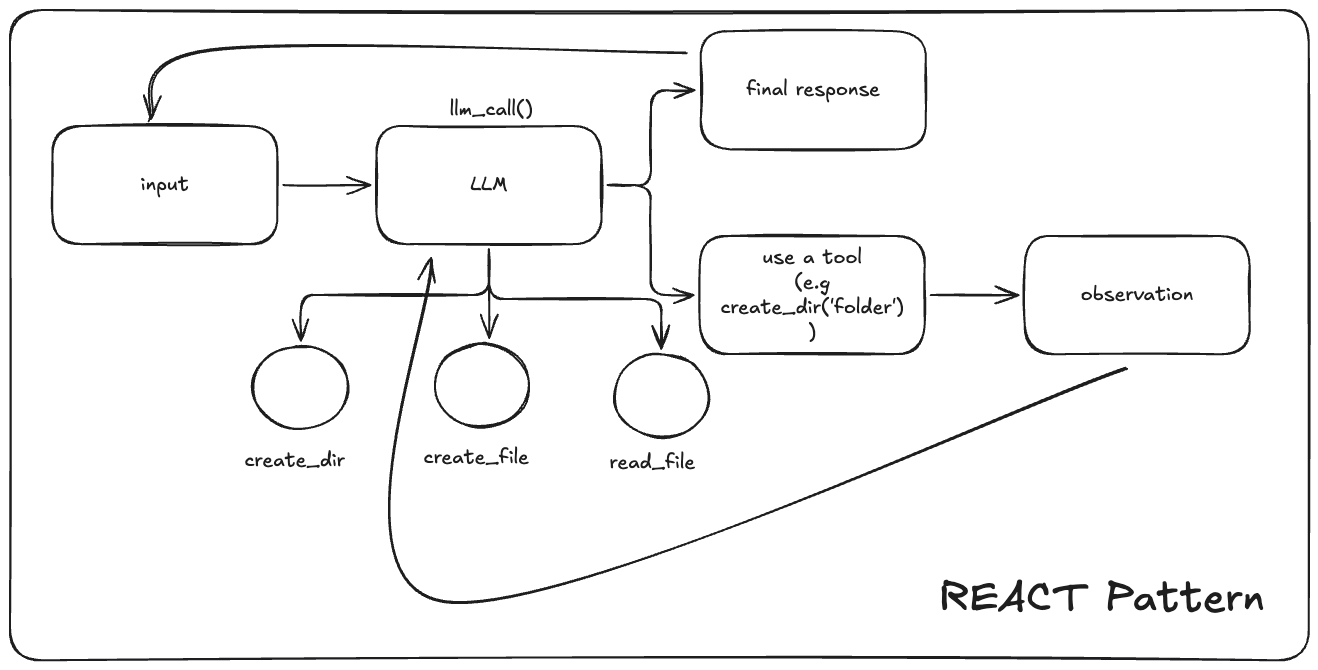 final response
llm_call()
input
LLM
use a tool
(e.g
create_dir('folder')
)
observation
create_dir
create_file
read_file
REACT Pattern